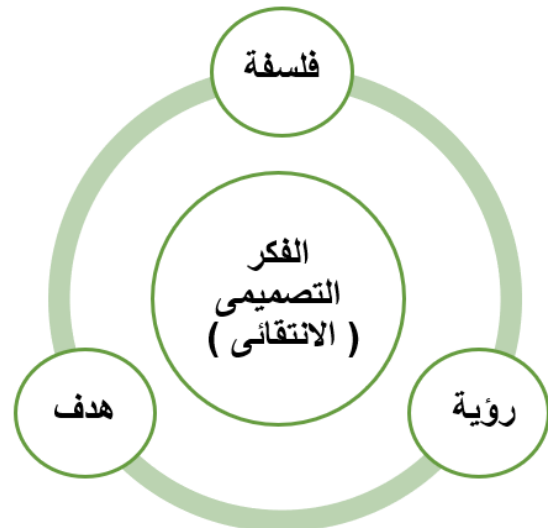 فلسفة
الفكر
التصميمى
( الانتقائى )
رؤية
هدف